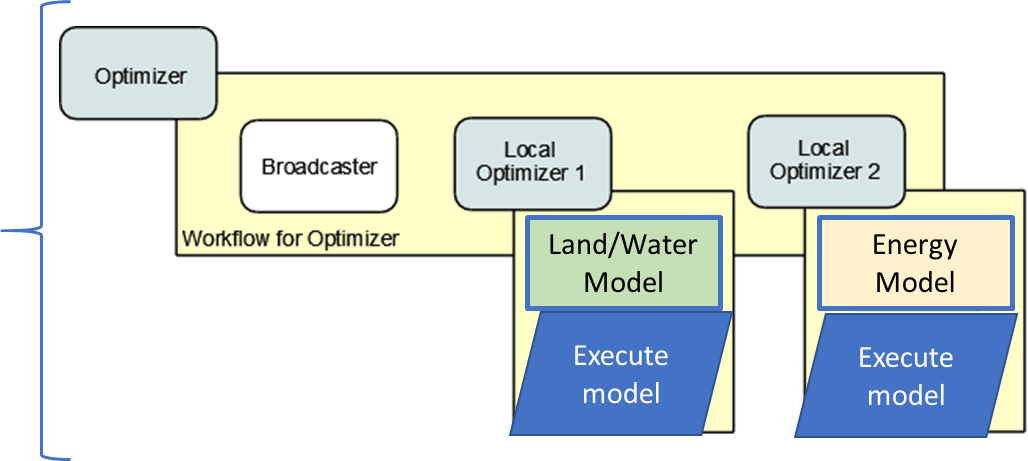 Optimizer
Broadcaster
Local
Optimizer 1
Local
Optimizer 2
Workflow for Optimizer
Land/Water
Model
Energy
Model
Execute
model
Execute
model